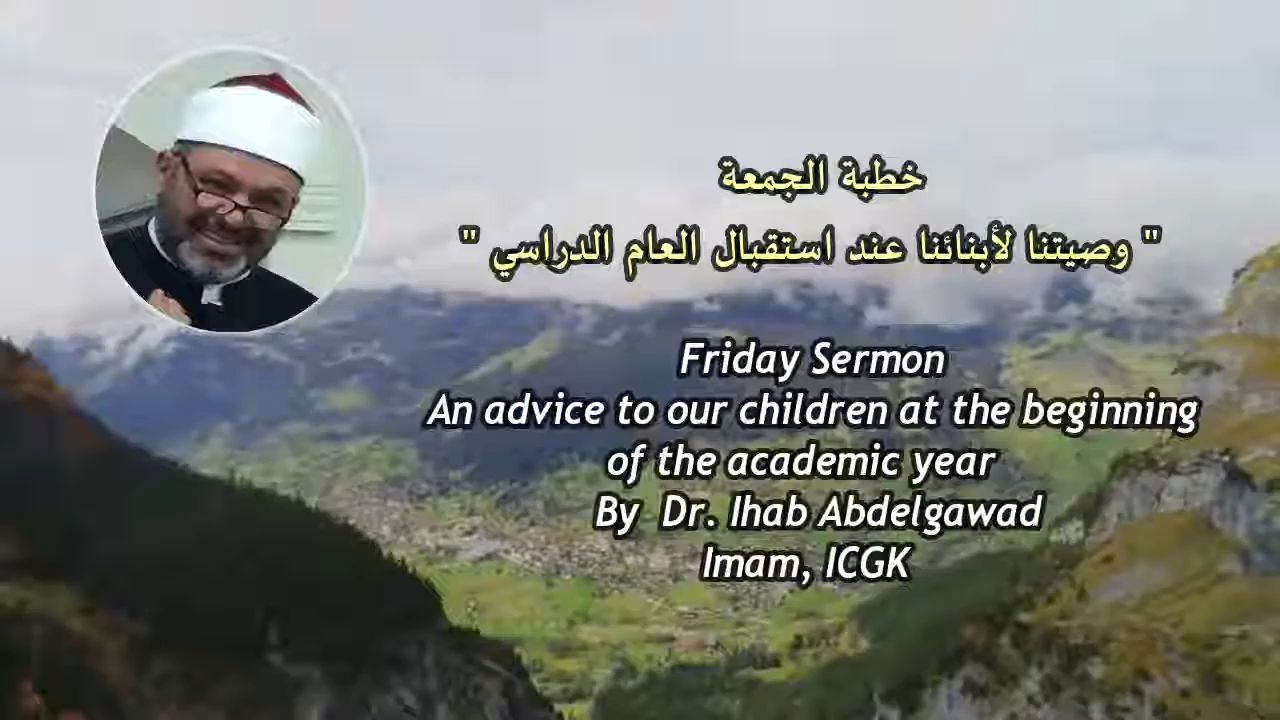 خطبة الجمعة
" وصيتنا لأبنائنا عند استقبال العام الدراسي "
Friday Sermon
An advice to our children at the beginning
of the academic year
By Dr. Ihab Abdelgawad
Imam, ICGK